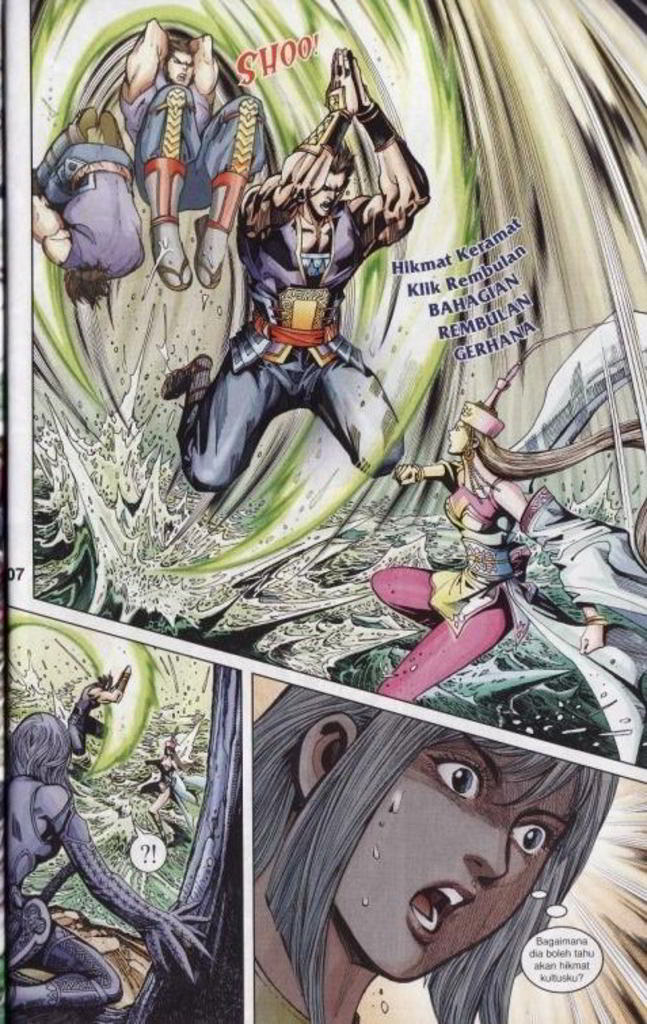 SHOO!
Hikmat Keramat
Klik Rembulan
BAHAGIAN
REMBULAN
GERHANA
07
?!
Bagaimana
dia boleh tahu
akan hikmat
kultusku?